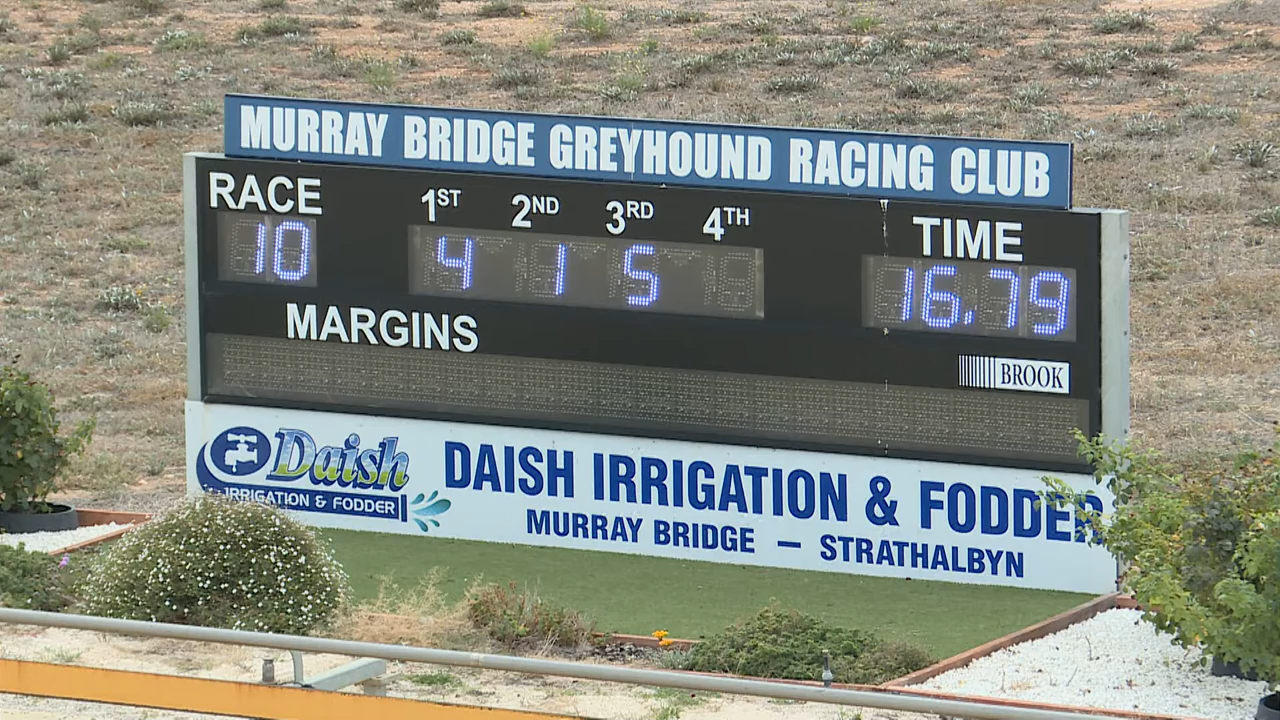 MURRAY BRIDGE GREYHOUND RACING CLUB
RACE 1ST 2ND 3RD 4TH TIME
10 4 1 5 16.79
MARGINS
BROOK
Daish
IRRIGATION & FODDER
DAISH IRRIGATION & FODDER
MURRAY BRIDGE – STRATHALBYN